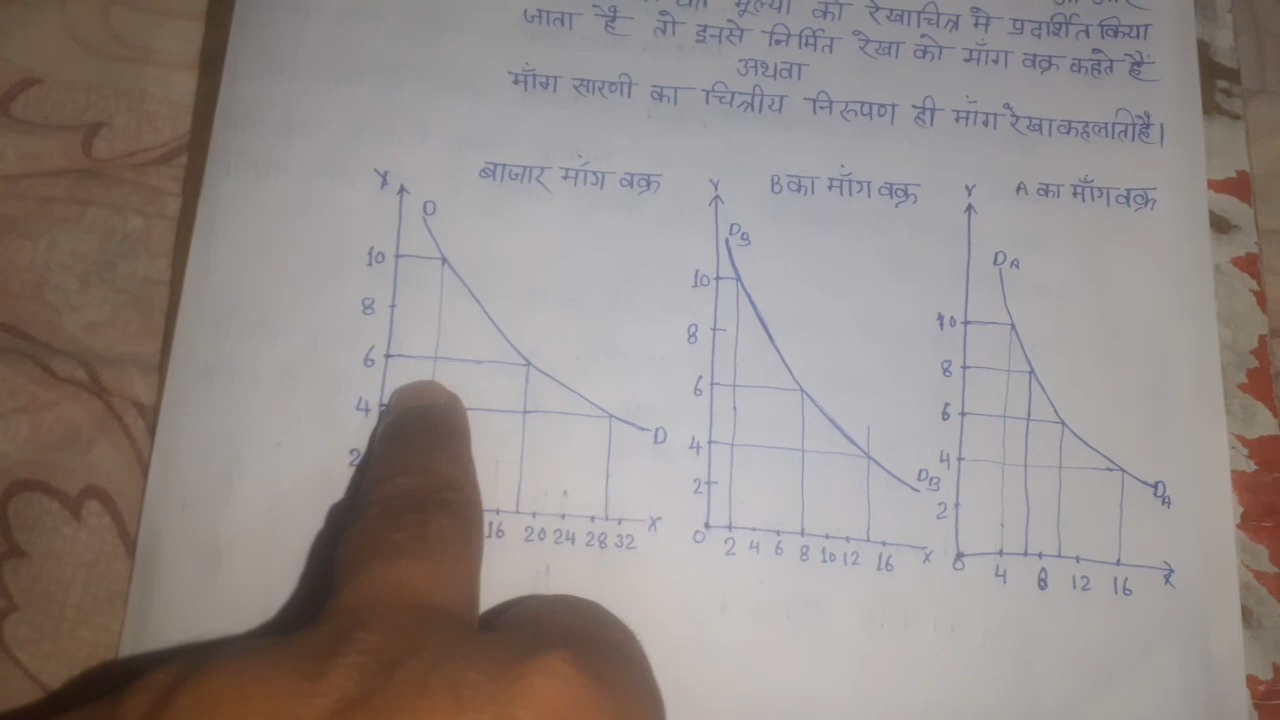 मूल्यों को रेखाचित्र मे प्रदर्शित किया
जाता है तो इनसे निर्मित रेखा को माँग वक्र कहते हैं
अथवा
माँग सारणी का चित्रीय निरुपण ही माँग रेखा कहलाती है।
बाजार माँग वक्र
Y
D
10
8
6
4
2
D
16 20 24 28 32
X
B का माँग वक्र
Y
DB
10
8
6
4
2
0
DB
2 4 6 8 10 12 16
X
A का माँग वक्र
Y
DA
10
8
6
4
2
0
DA
4 8 12 16
X